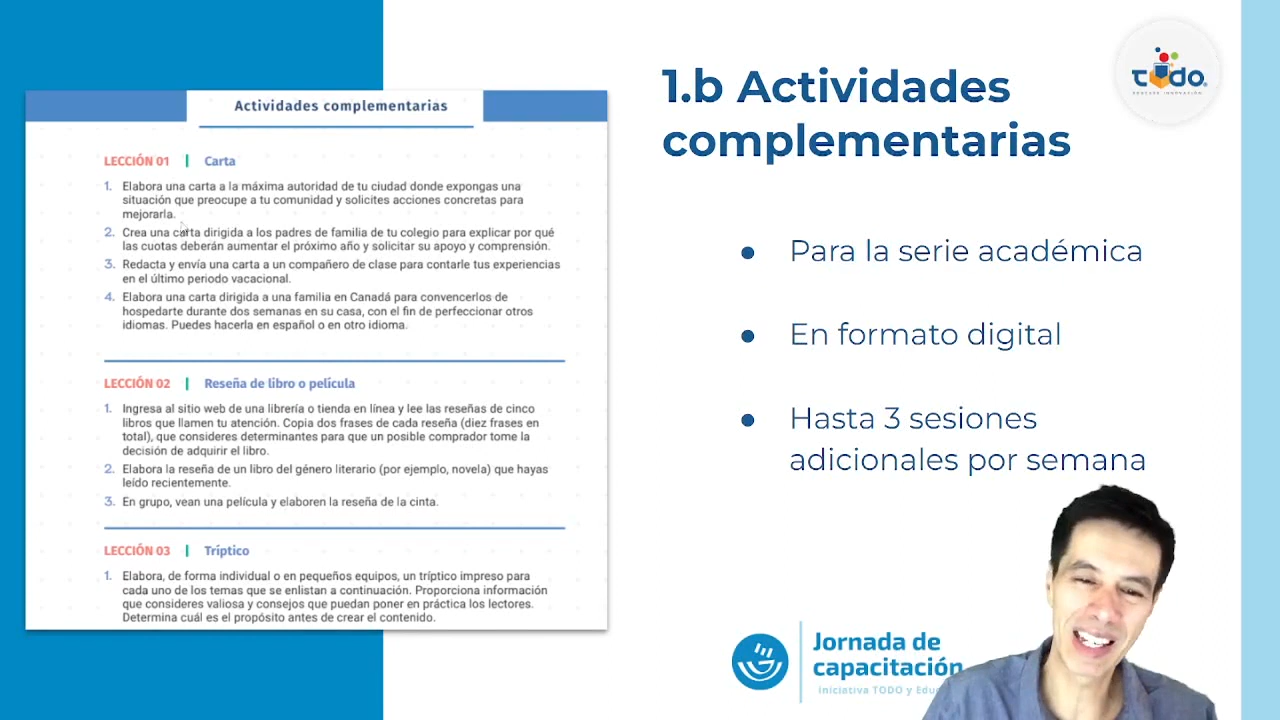 Actividades complementarias
LECCIÓN 01 | Carta
1. Elabora una carta a la máxima autoridad de tu ciudad donde expongas una
situación que preocupe a tu comunidad y solicites acciones concretas para
mejorarla.
2. Crea una carta dirigida a los padres de familia de tu colegio para explicar por qué
las cuotas deberán aumentar el próximo año y solicitar su apoyo y comprensión.
3. Redacta y envía una carta a un compañero de clase para contarle tus experiencias
en el último periodo vacacional.
4. Elabora una carta dirigida a una familia en Canadá para convencerlos de
hospedarte durante dos semanas en su casa, con el fin de perfeccionar otros
idiomas. Puedes hacerla en español o en otro idioma.
LECCIÓN 02 | Reseña de libro o película
1. Ingresa al sitio web de una librería o tienda en línea y lee las reseñas de cinco
libros que llamen tu atención. Copia dos frases de cada reseña (diez frases en
total), que consideres determinantes para que un posible comprador tome la
decisión de adquirir el libro.
2. Elabora la reseña de un libro del género literario (por ejemplo, novela) que hayas
leído recientemente.
3. En grupo, vean una película y elaboren la reseña de la cinta.
LECCIÓN 03 | Tríptico
1. Elabora, de forma individual o en pequeños equipos, un tríptico impreso para
cada uno de los temas que se enlistan a continuación. Proporciona información
que consideres valiosa y consejos que puedan poner en práctica los lectores.
Determina cuál es el propósito antes de crear el contenido.
1.b Actividades
complementarias
● Para la serie académica
● En formato digital
● Hasta 3 sesiones
adicionales por semana
TODO
Jornada de
capacitación
Iniciativa TODO y